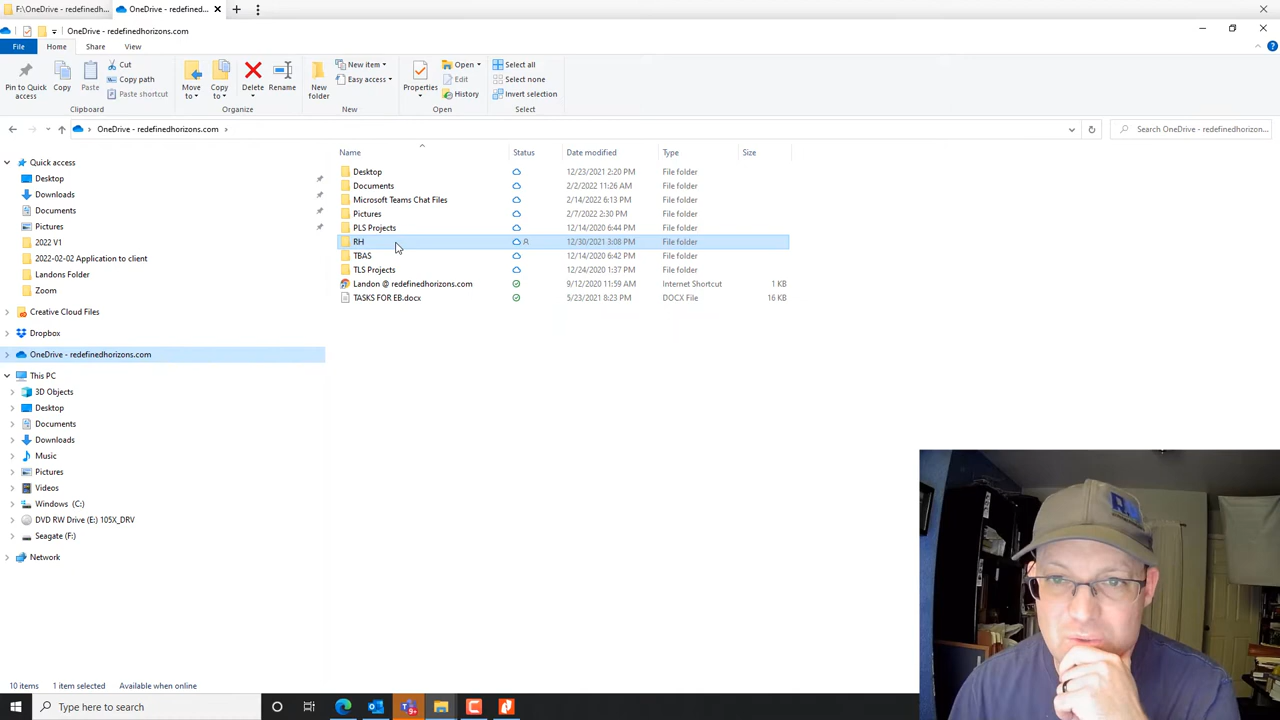 F:\OneDrive - redefinedh...
OneDrive - redefinedhoriz...
OneDrive - redefinedhorizons.com
File
Home
Share
View
Pin to Quick access
Copy
Paste
Cut
Copy path
Paste shortcut
Clipboard
Move to
Copy to
Delete
Rename
Organize
New folder
New item
Easy access
New
Properties
Open
Edit
History
Open
Select all
Select none
Invert selection
Select
OneDrive - redefinedhorizons.com
Search OneDrive - redefinedhorizon...
Quick access
Desktop
Downloads
Documents
Pictures
2022 V1
2022-02-02 Application to client
Landons Folder
Zoom
Creative Cloud Files
Dropbox
OneDrive - redefinedhorizons.com
This PC
3D Objects
Desktop
Documents
Downloads
Music
Pictures
Videos
Windows (C:)
DVD RW Drive (E:) 105X_DRV
Seagate (F:)
Network
Name Status Date modified Type Size
Desktop 12/23/2021 2:20 PM File folder
Documents 2/2/2022 11:26 AM File folder
Microsoft Teams Chat Files 2/14/2022 6:13 PM File folder
Pictures 2/7/2022 2:30 PM File folder
PLS Projects 12/14/2020 6:44 PM File folder
RH 12/30/2021 3:08 PM File folder
TBAS 12/14/2020 6:42 PM File folder
TLS Projects 12/24/2020 1:37 PM File folder
Landon @ redefinedhorizons.com 9/12/2020 11:59 AM Internet Shortcut 1 KB
TASKS FOR EB.docx 5/23/2021 8:23 PM DOCX File 16 KB
10 items 1 item selected Available when online
Type here to search